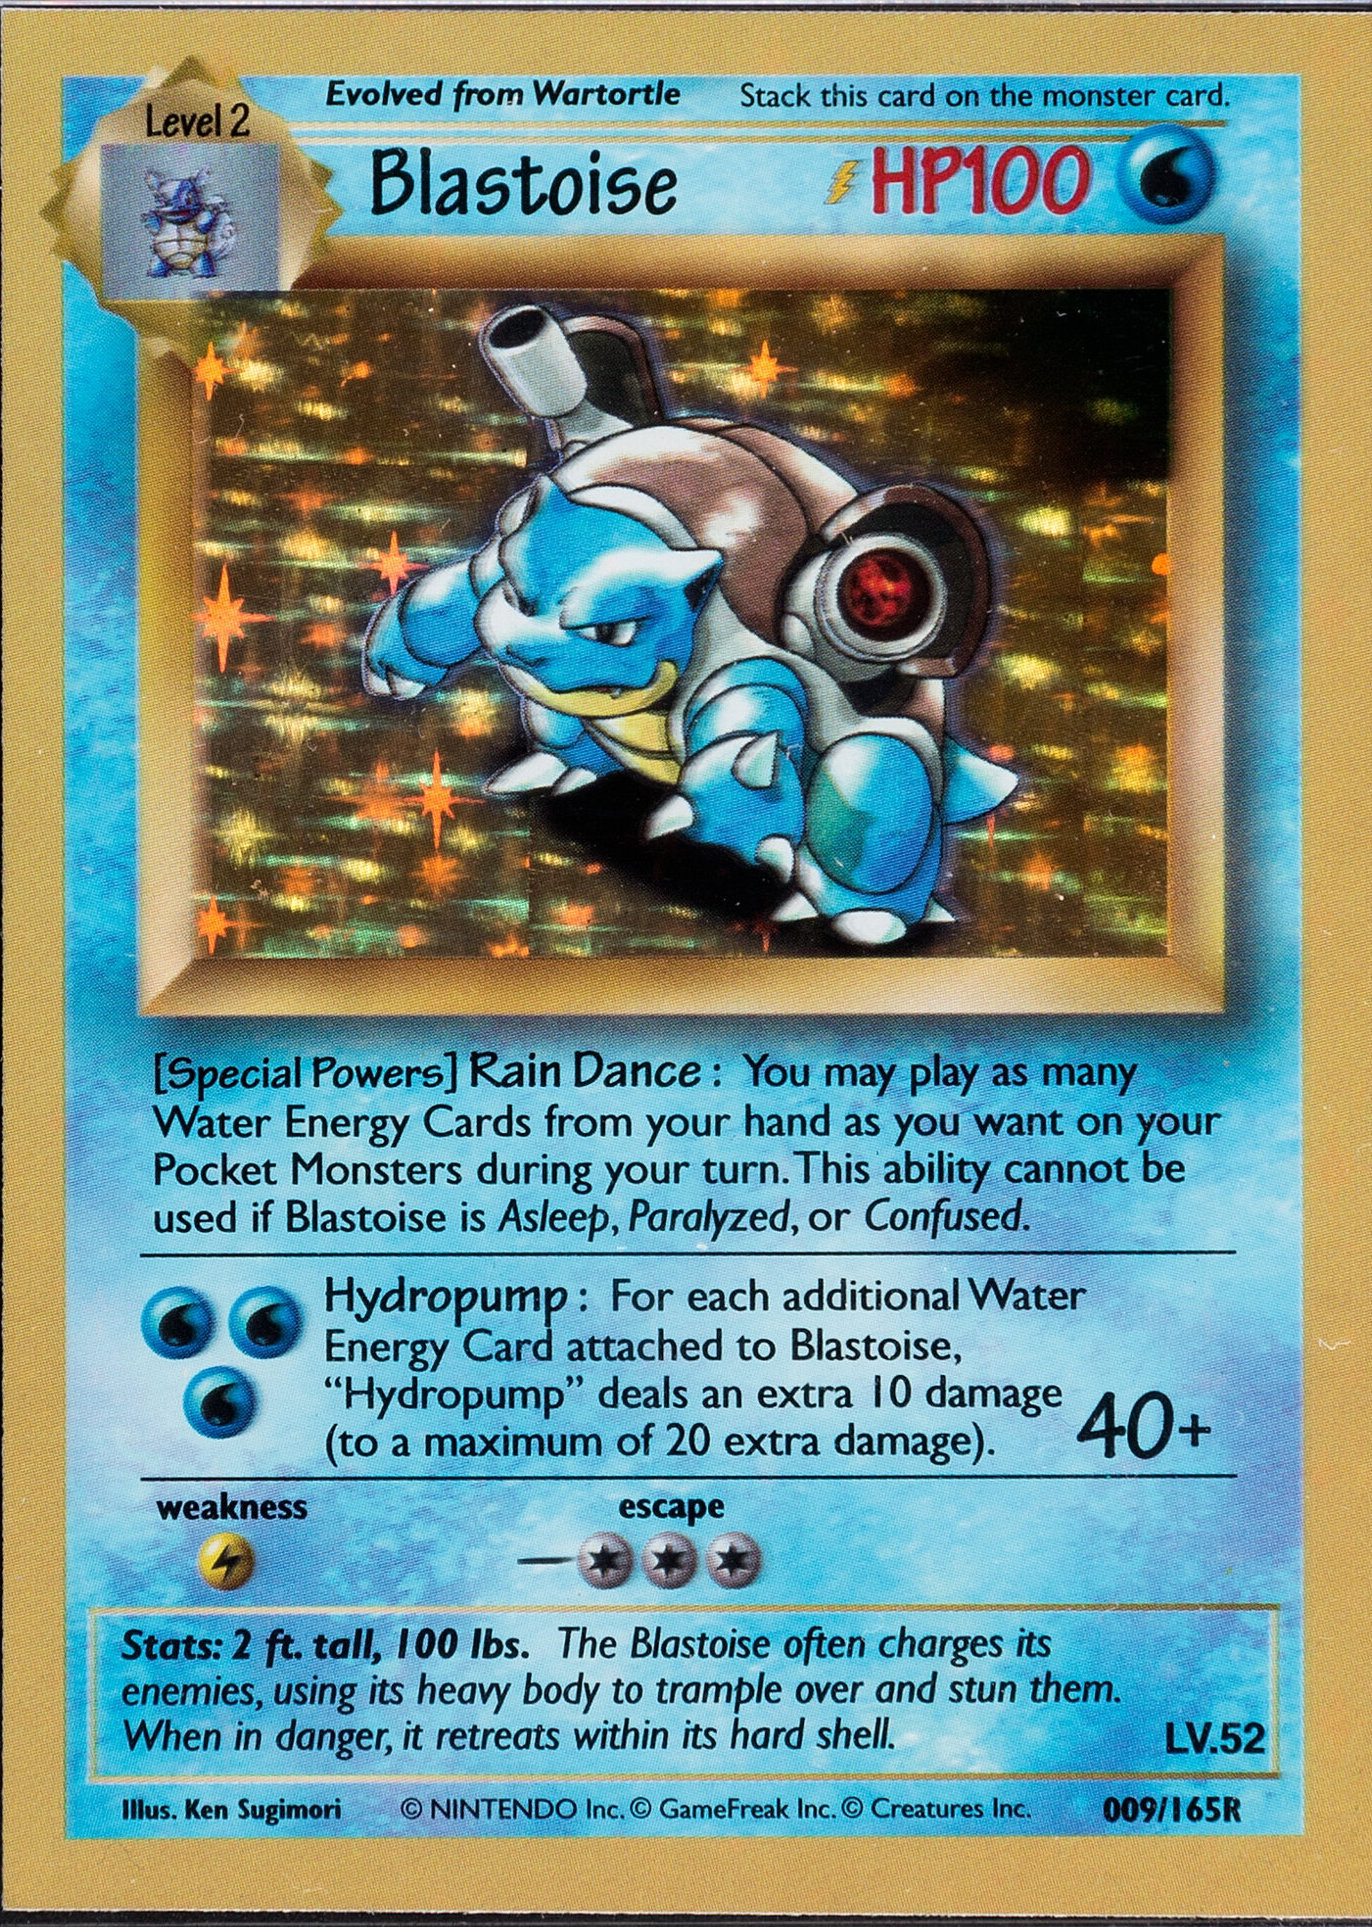 Evolved from Wartortle Stack this card on the monster card.
Level 2
Blastoise HP100
[Special Powers] Rain Dance : You may play as many
Water Energy Cards from your hand as you want on your
Pocket Monsters during your turn. This ability cannot be
used if Blastoise is Asleep, Paralyzed, or Confused.
Hydropump : For each additional Water
Energy Card attached to Blastoise,
“Hydropump” deals an extra 10 damage
(to a maximum of 20 extra damage). 40+
weakness escape
Stats: 2 ft. tall, 100 lbs. The Blastoise often charges its
enemies, using its heavy body to trample over and stun them.
When in danger, it retreats within its hard shell. LV.52
Illus. Ken Sugimori © NINTENDO Inc. © GameFreak Inc. © Creatures Inc. 009/165R